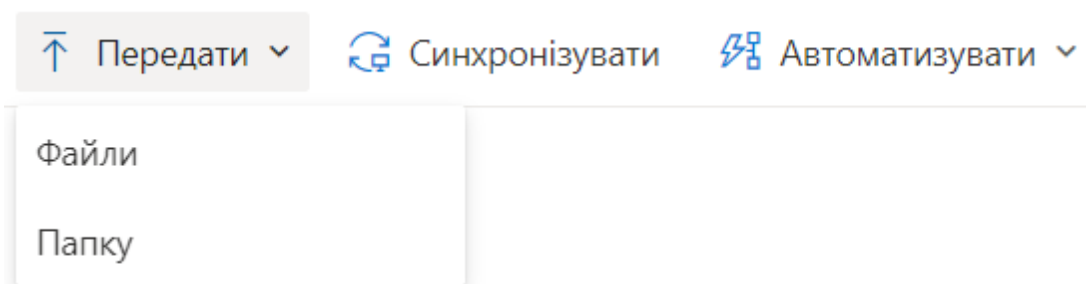 Передати Синхронізувати Автоматизувати
Файли
Папку